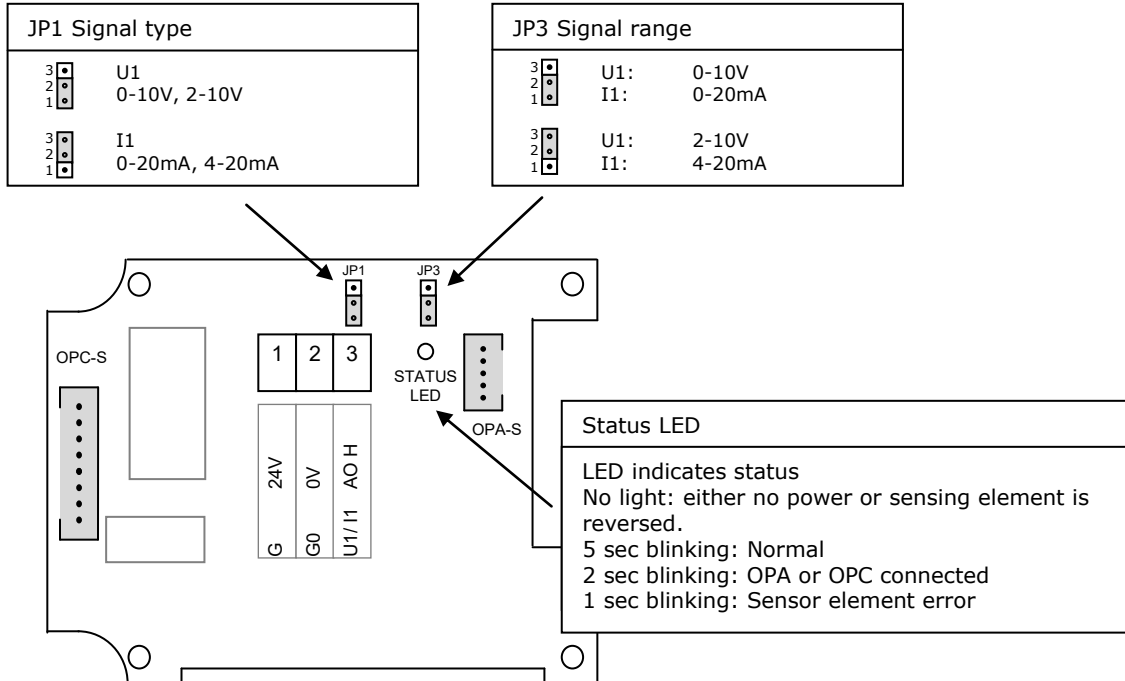 JP1 Signal type
3
2
1
U1
0-10V, 2-10V
3
2
1
I1
0-20mA, 4-20mA
JP3 Signal range
3
2
1
U1: 0-10V
I1: 0-20mA
3
2
1
U1: 2-10V
I1: 4-20mA
JP1
JP3
OPC-S
1 2 3
STATUS
LED
OPA-S
G 24V
G0 0V
U1/ I1 AO H
Status LED
LED indicates status
No light: either no power or sensing element is
reversed.
5 sec blinking: Normal
2 sec blinking: OPA or OPC connected
1 sec blinking: Sensor element error